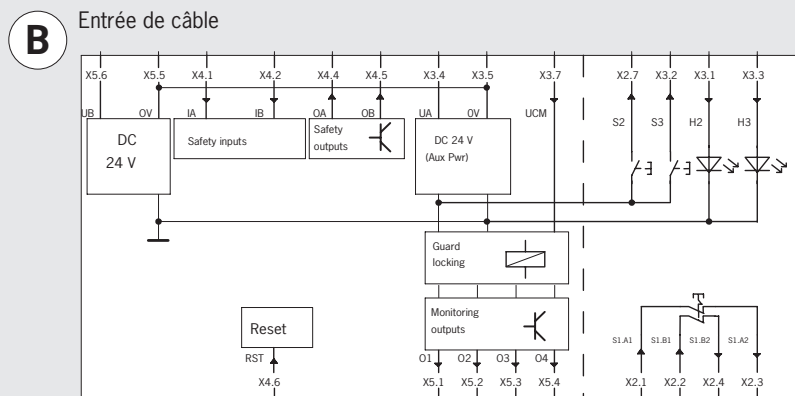 B
Entrée de câble
X5.6 X5.5 X4.1 X4.2 X4.4 X4.5 X3.4 X3.5 X3.7 X2.7 X3.2 X3.1 X3.3
UB 0V IA IB OA OB UA 0V UCM S2 S3 H2 H3
DC
24 V
Safety inputs
Safety
outputs
DC 24 V
(Aux Pwr)
Guard
locking
Monitoring
outputs
Reset
RST
X4.6
O1 O2 O3 O4
X5.1 X5.2 X5.3 X5.4
S1.A1 S1.B1 S1.B2 S1.A2
X2.1 X2.2 X2.4 X2.3